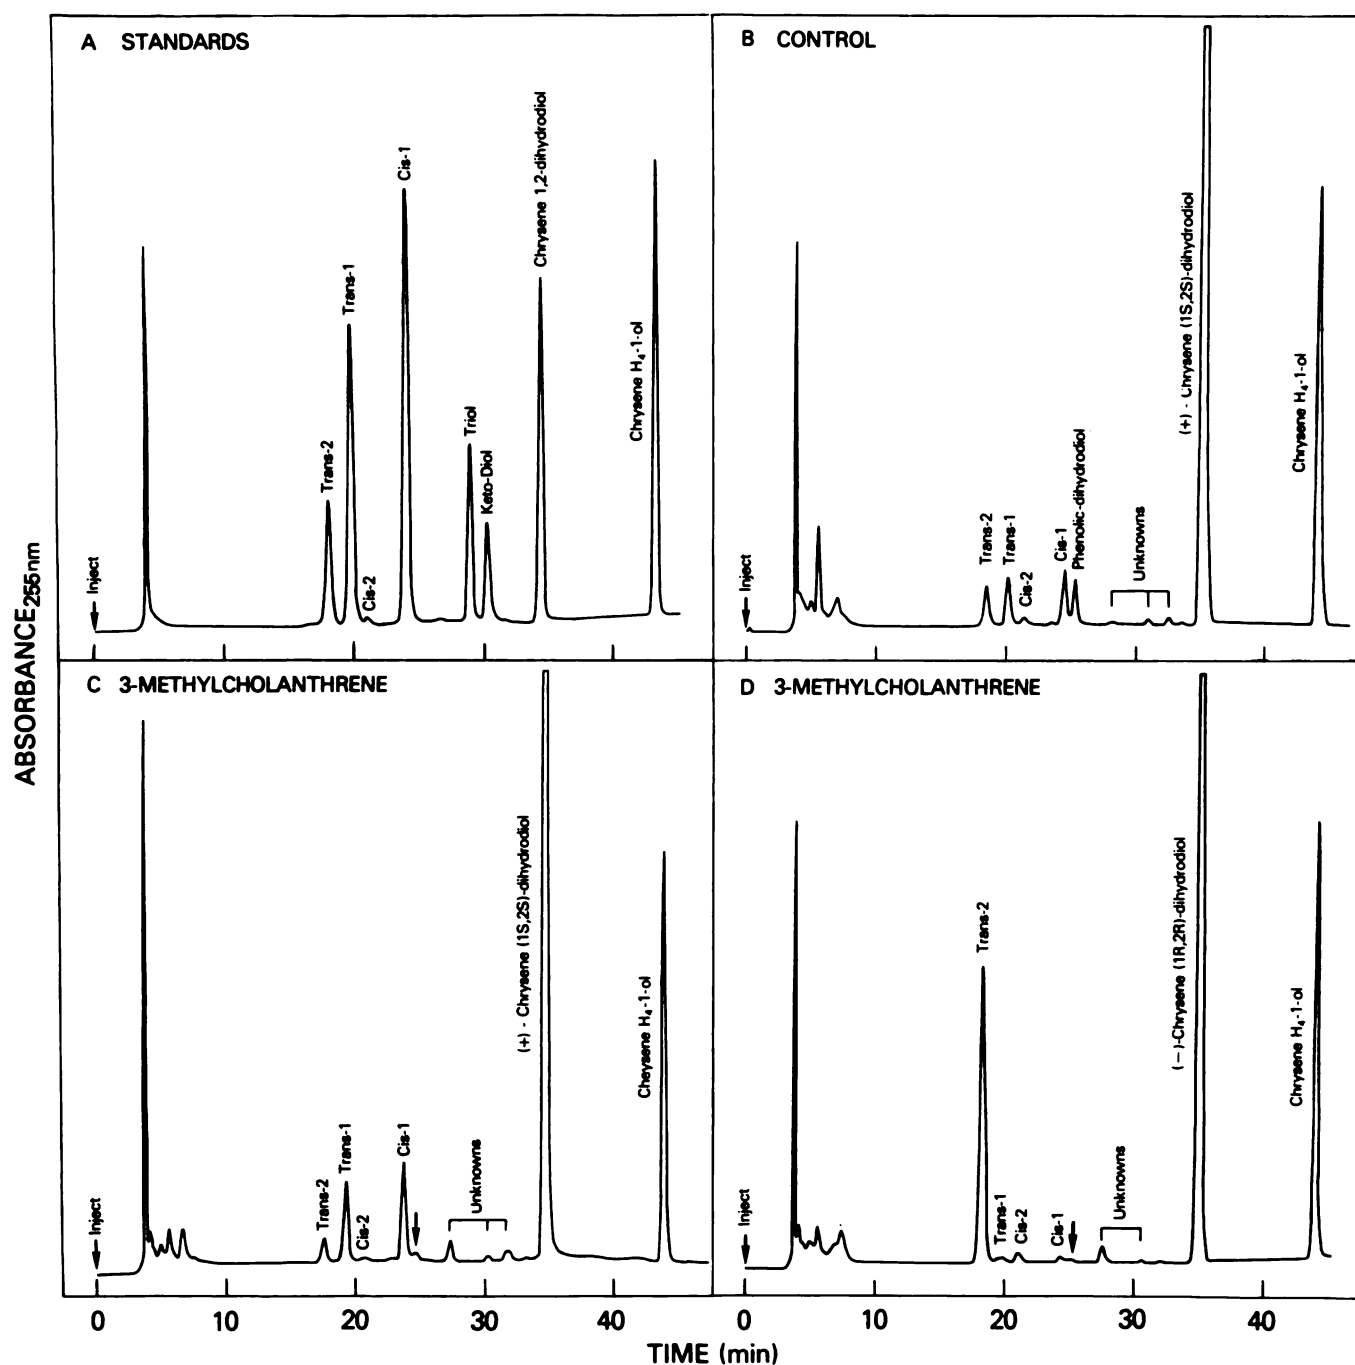 A STANDARDS
Inject
Trans-2
Trans-1
Cis-2
Cis-1
Triol
Keto-Diol
Chrysene 1,2-dihydrodiol
Chrysene H₄-1-ol
B CONTROL
Inject
Trans-2
Trans-1
Cis-2
Cis-1
Phenolic-dihydrodiol
Unknowns
(+) - Chrysene (1S,2S)-dihydrodiol
Chrysene H₄-1-ol
ABSORBANCE255nm
C 3-METHYLCHOLANTHRENE
Inject
Trans-2
Trans-1
Cis-2
Cis-1
Unknowns
(+) - Chrysene (1S,2S)-dihydrodiol
Cheysene H₄-1-ol
D 3-METHYLCHOLANTHRENE
Inject
Trans-2
Trans-1
Cis-2
Cis-1
Unknowns
(−)-Chrysene (1R,2R)-dihydrodiol
Chrysene H₄-1-ol
0 10 20 30 40
0 10 20 30 40
TIME (min)